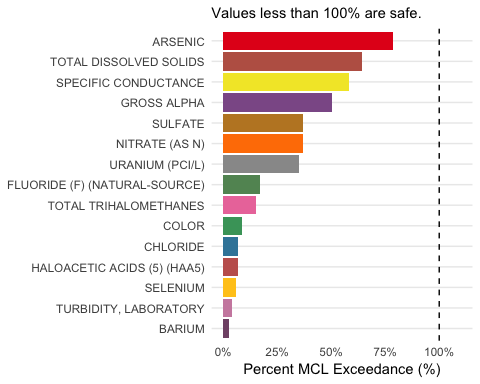 Values less than 100% are safe.
ARSENIC
TOTAL DISSOLVED SOLIDS
SPECIFIC CONDUCTANCE
GROSS ALPHA
SULFATE
NITRATE (AS N)
URANIUM (PCI/L)
FLUORIDE (F) (NATURAL-SOURCE)
TOTAL TRIHALOMETHANES
COLOR
CHLORIDE
HALOACETIC ACIDS (5) (HAA5)
SELENIUM
TURBIDITY, LABORATORY
BARIUM
0% 25% 50% 75% 100%
Percent MCL Exceedance (%)